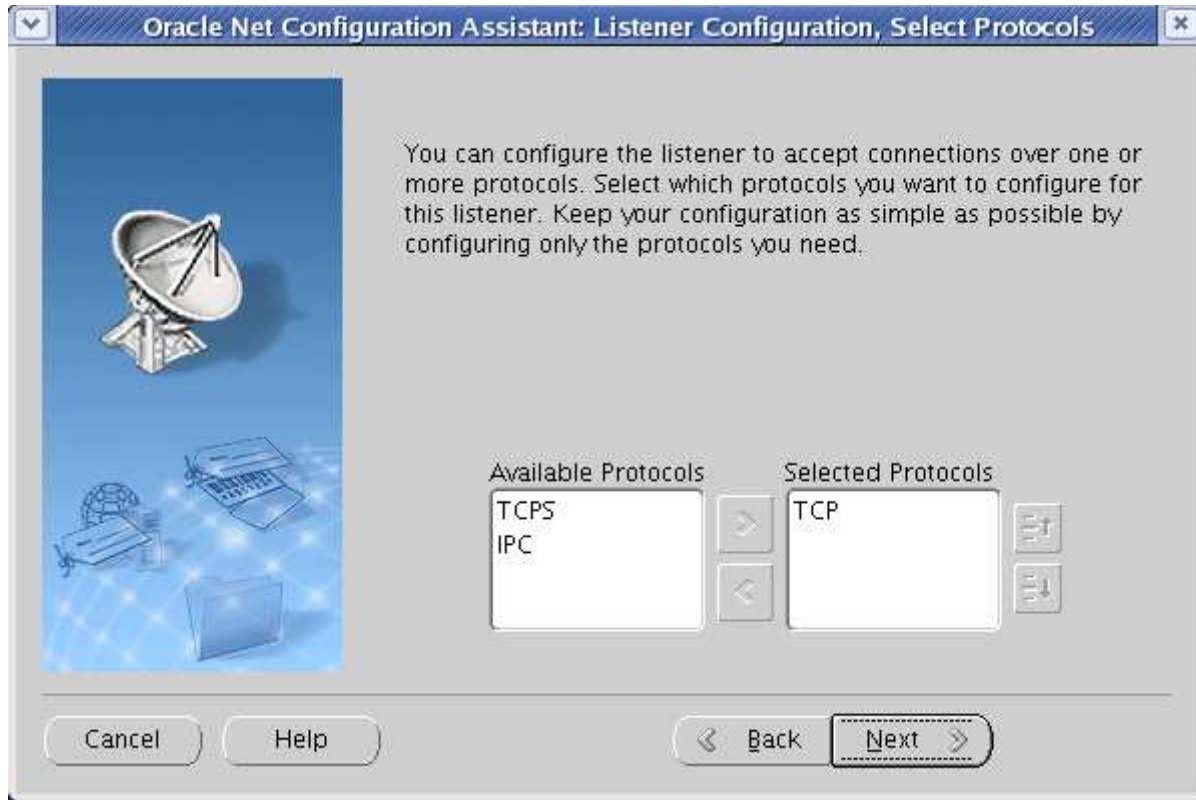 Oracle Net Configuration Assistant: Listener Configuration, Select Protocols
You can configure the listener to accept connections over one or
more protocols. Select which protocols you want to configure for
this listener. Keep your configuration as simple as possible by
configuring only the protocols you need.
Available Protocols
TCPS
IPC
Selected Protocols
TCP
Cancel
Help
Back
Next